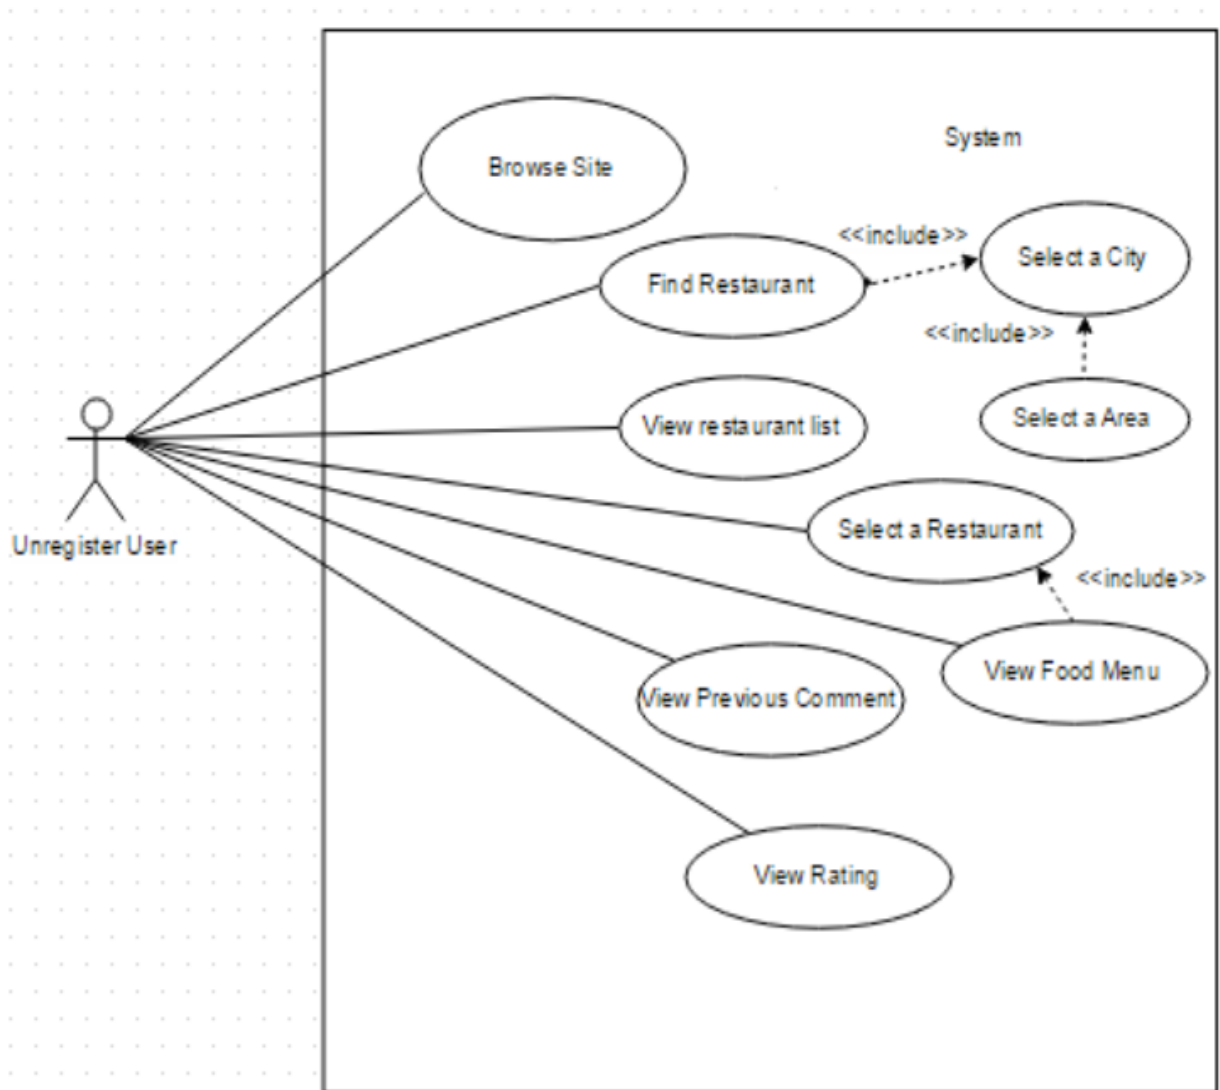 System
Browse Site
<<include>>
Select a City
Find Restaurant
<<include>>
View restaurant list
Select a Area
Select a Restaurant
Unregister User
<<include>>
View Food Menu
View Previous Comment
View Rating